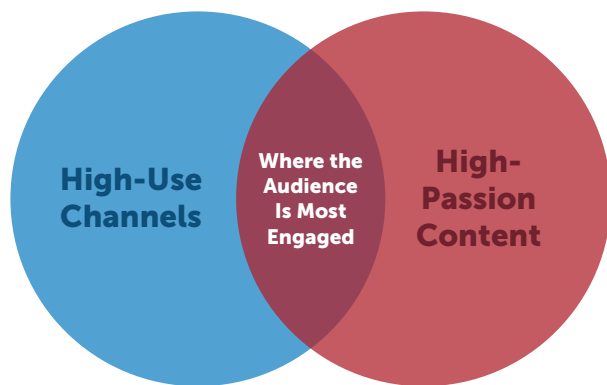 High-Use
Channels
Where the
Audience
Is Most
Engaged
High-
Passion
Content